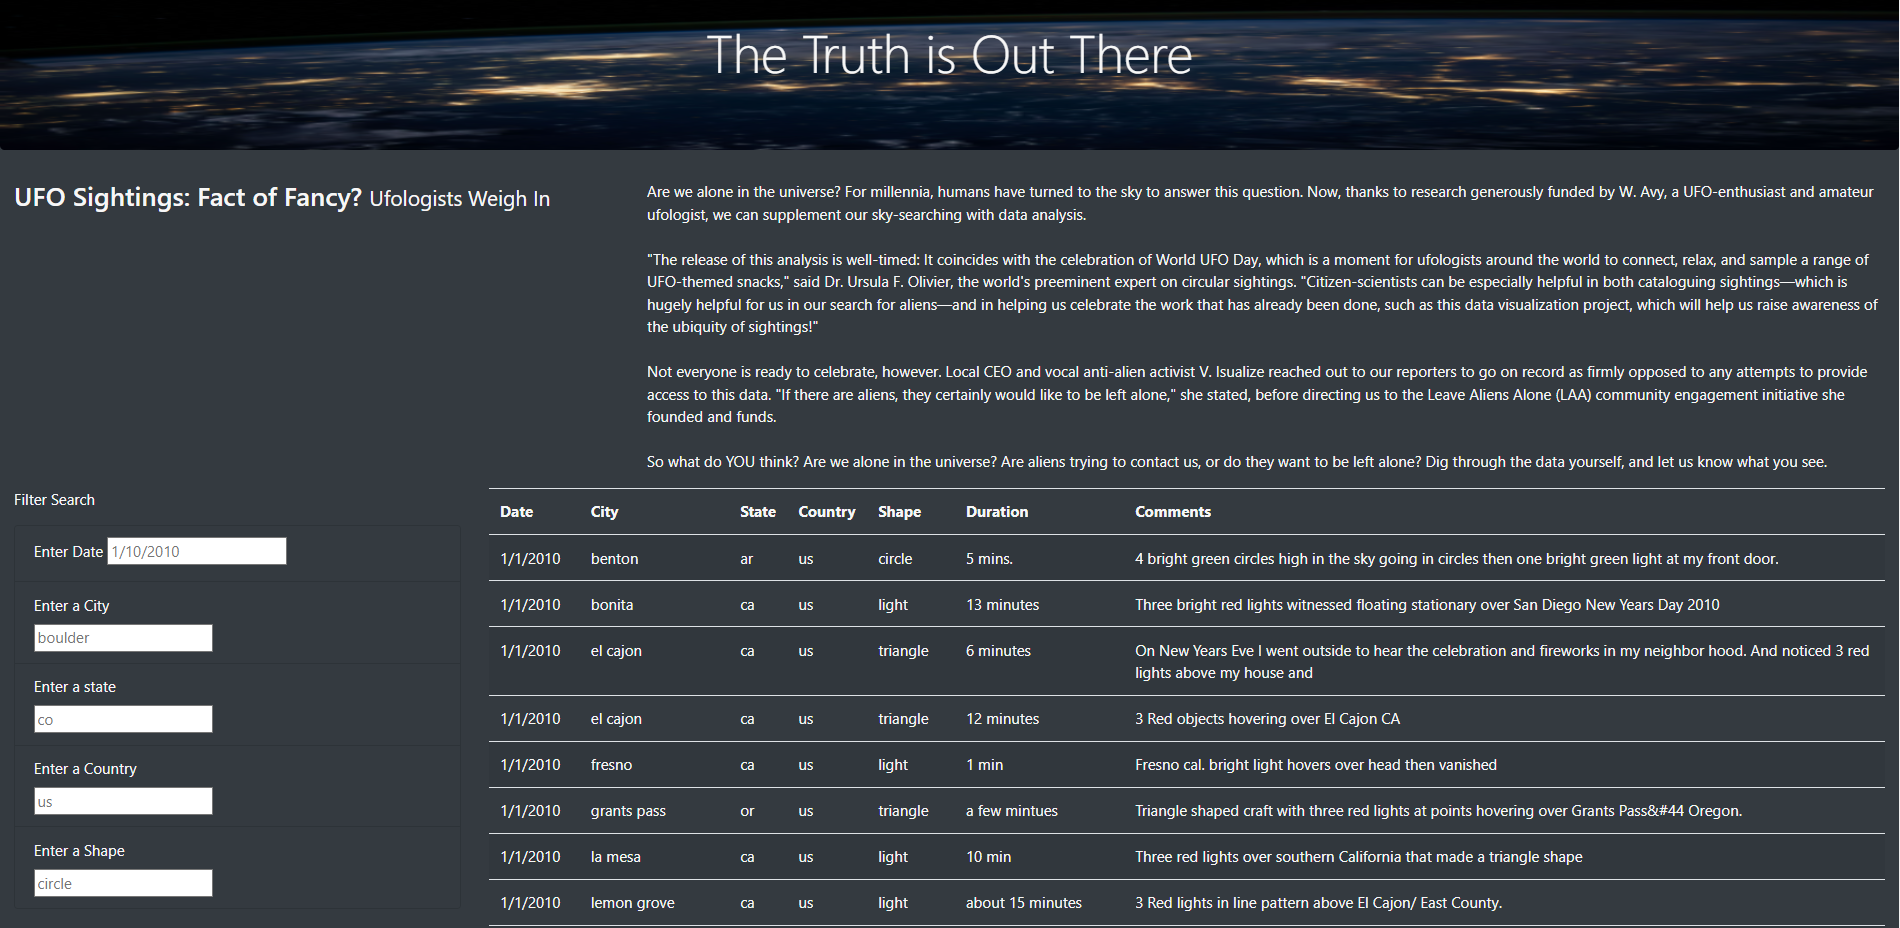 The Truth is Out There
UFO Sightings: Fact of Fancy? Ufologists Weigh In
Are we alone in the universe? For millennia, humans have turned to the sky to answer this question. Now, thanks to research generously funded by W. Avy, a UFO-enthusiast and amateur
ufologist, we can supplement our sky-searching with data analysis.
"The release of this analysis is well-timed: It coincides with the celebration of World UFO Day, which is a moment for ufologists around the world to connect, relax, and sample a range of
UFO-themed snacks," said Dr. Ursula F. Olivier, the world's preeminent expert on circular sightings. "Citizen-scientists can be especially helpful in both cataloguing sightings—which is
hugely helpful for us in our search for aliens—and in helping us celebrate the work that has already been done, such as this data visualization project, which will help us raise awareness of
the ubiquity of sightings!"
Not everyone is ready to celebrate, however. Local CEO and vocal anti-alien activist V. Isualize reached out to our reporters to go on record as firmly opposed to any attempts to provide
access to this data. "If there are aliens, they certainly would like to be left alone," she stated, before directing us to the Leave Aliens Alone (LAA) community engagement initiative she
founded and funds.
So what do YOU think? Are we alone in the universe? Are aliens trying to contact us, or do they want to be left alone? Dig through the data yourself, and let us know what you see.
Filter Search
Enter Date 1/10/2010
Enter a City
boulder
Enter a state
co
Enter a Country
us
Enter a Shape
circle
Date City State Country Shape Duration Comments
1/1/2010 benton ar us circle 5 mins. 4 bright green circles high in the sky going in circles then one bright green light at my front door.
1/1/2010 bonita ca us light 13 minutes Three bright red lights witnessed floating stationary over San Diego New Years Day 2010
1/1/2010 el cajon ca us triangle 6 minutes On New Years Eve I went outside to hear the celebration and fireworks in my neighbor hood. And noticed 3 red
lights above my house and
1/1/2010 el cajon ca us triangle 12 minutes 3 Red objects hovering over El Cajon CA
1/1/2010 fresno ca us light 1 min Fresno cal. bright light hovers over head then vanished
1/1/2010 grants pass or us triangle a few mintues Triangle shaped craft with three red lights at points hovering over Grants Pass&#44 Oregon.
1/1/2010 la mesa ca us light 10 min Three red lights over southern California that made a triangle shape
1/1/2010 lemon grove ca us light about 15 minutes 3 Red lights in line pattern above El Cajon/ East County.